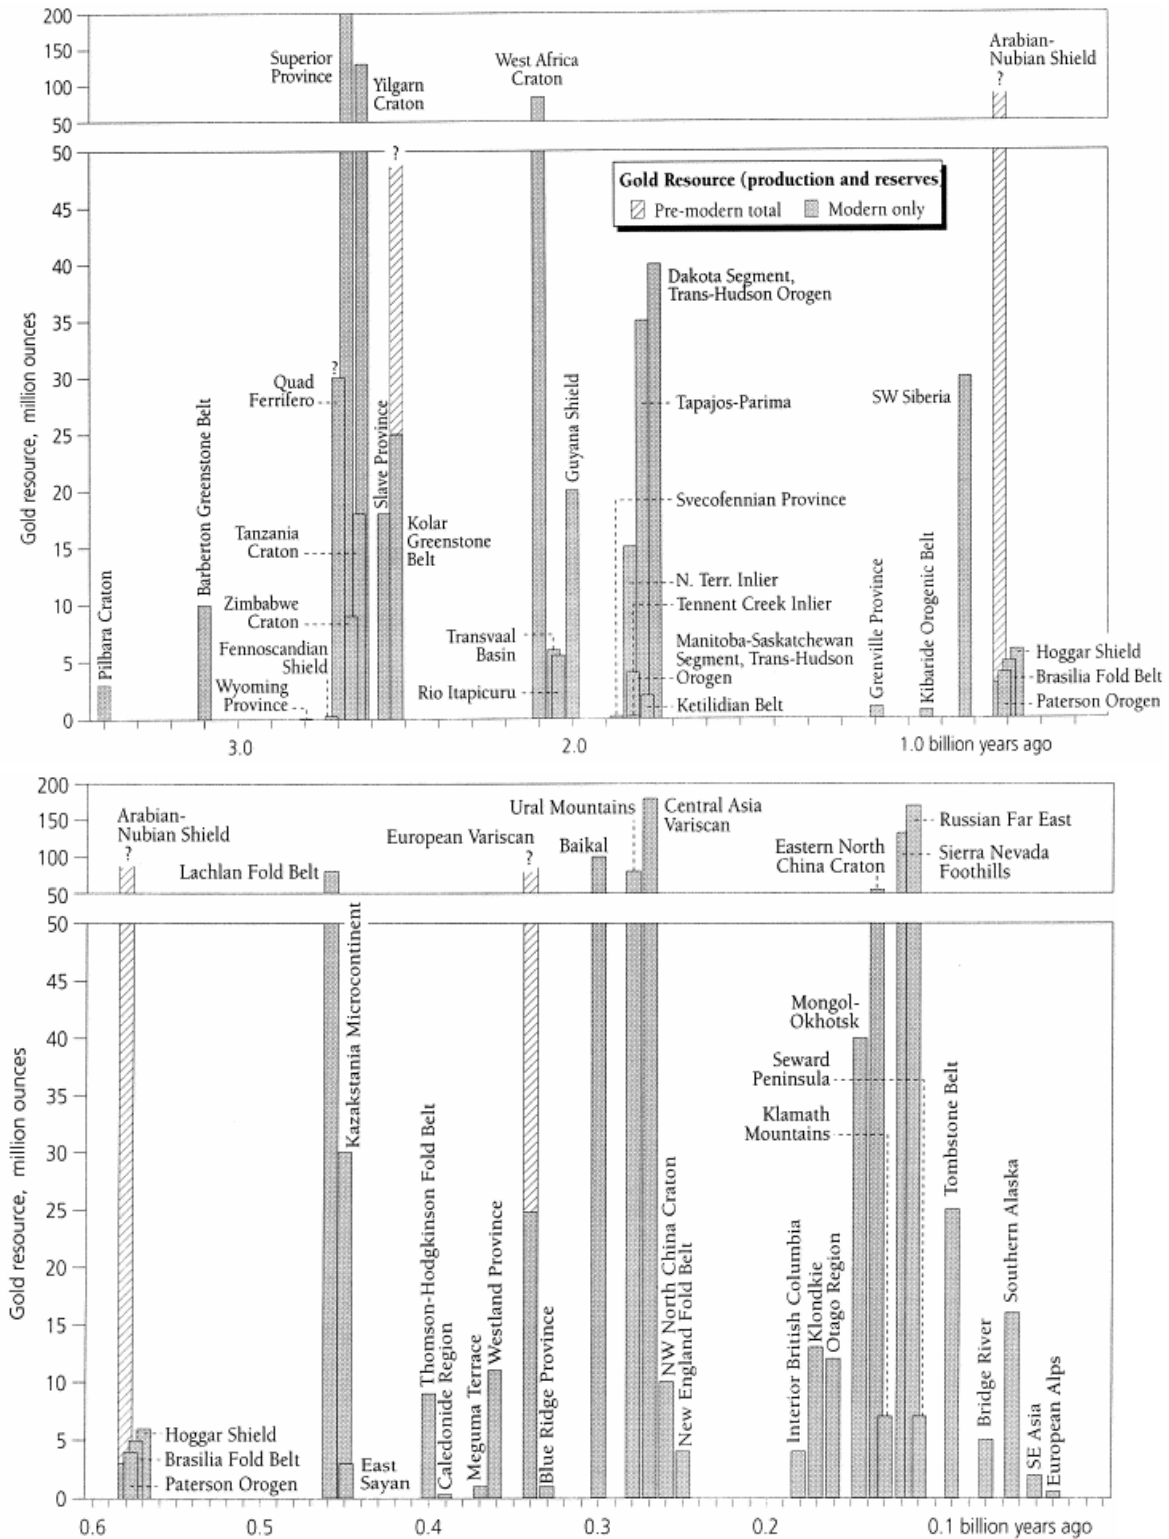 200
150
100
50
Superior
Province
Yilgarn
Craton
West Africa
Craton
Arabian-
Nubian Shield
?
Gold resource, million ounces
50
45
40
35
30
25
20
15
10
5
0
?
Gold Resource (production and reserves)
Pre-modern total
Modern only
Dakota Segment,
Trans-Hudson Orogen
?
Quad
Ferrifero
Tapajos-Parima
SW Siberia
Pilbara Craton
Barberton Greenstone Belt
Slave Province
Guyana Shield
Kolar
Greenstone
Belt
Tanzania
Craton
Zimbabwe
Craton
Fennoscandian
Shield
Wyoming
Province
Transvaal
Basin
Rio Itapicuru
Svecofennian Province
N. Terr. Inlier
Tennent Creek Inlier
Manitoba-Saskatchewan
Segment, Trans-Hudson
Orogen
Ketilidian Belt
Grenville Province
Kibaride Orogenic Belt
Hoggar Shield
Brasilia Fold Belt
Paterson Orogen
3.0
2.0
1.0 billion years ago
200
150
100
50
Arabian-
Nubian Shield
?
Lachlan Fold Belt
European Variscan
?
Baikal
Ural Mountains
Central Asia
Variscan
Eastern North
China Craton
Russian Far East
Sierra Nevada
Foothills
Gold resource, million ounces
50
45
40
35
30
25
20
15
10
5
0
Kazakstania Microcontinent
Mongol-
Okhotsk
Seward
Peninsula
Klamath
Mountains
Hoggar Shield
Brasilia Fold Belt
Paterson Orogen
East
Sayan
Thomson-Hodgkinson Fold Belt
Caledonide Region
Meguma Terrace
Westland Province
Blue Ridge Province
NW North China Craton
New England Fold Belt
Interior British Columbia
Klondkie
Otago Region
Tombstone Belt
Bridge River
Southern Alaska
SE Asia
European Alps
0.6
0.5
0.4
0.3
0.2
0.1 billion years ago